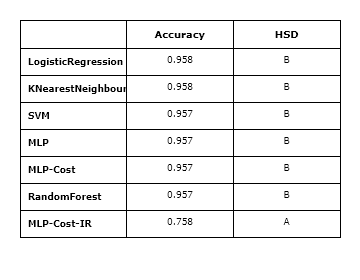 Accuracy HSD
LogisticRegression 0.958 B
KNearestNeighbour 0.958 B
SVM 0.957 B
MLP 0.957 B
MLP-Cost 0.957 B
RandomForest 0.957 B
MLP-Cost-IR 0.758 A